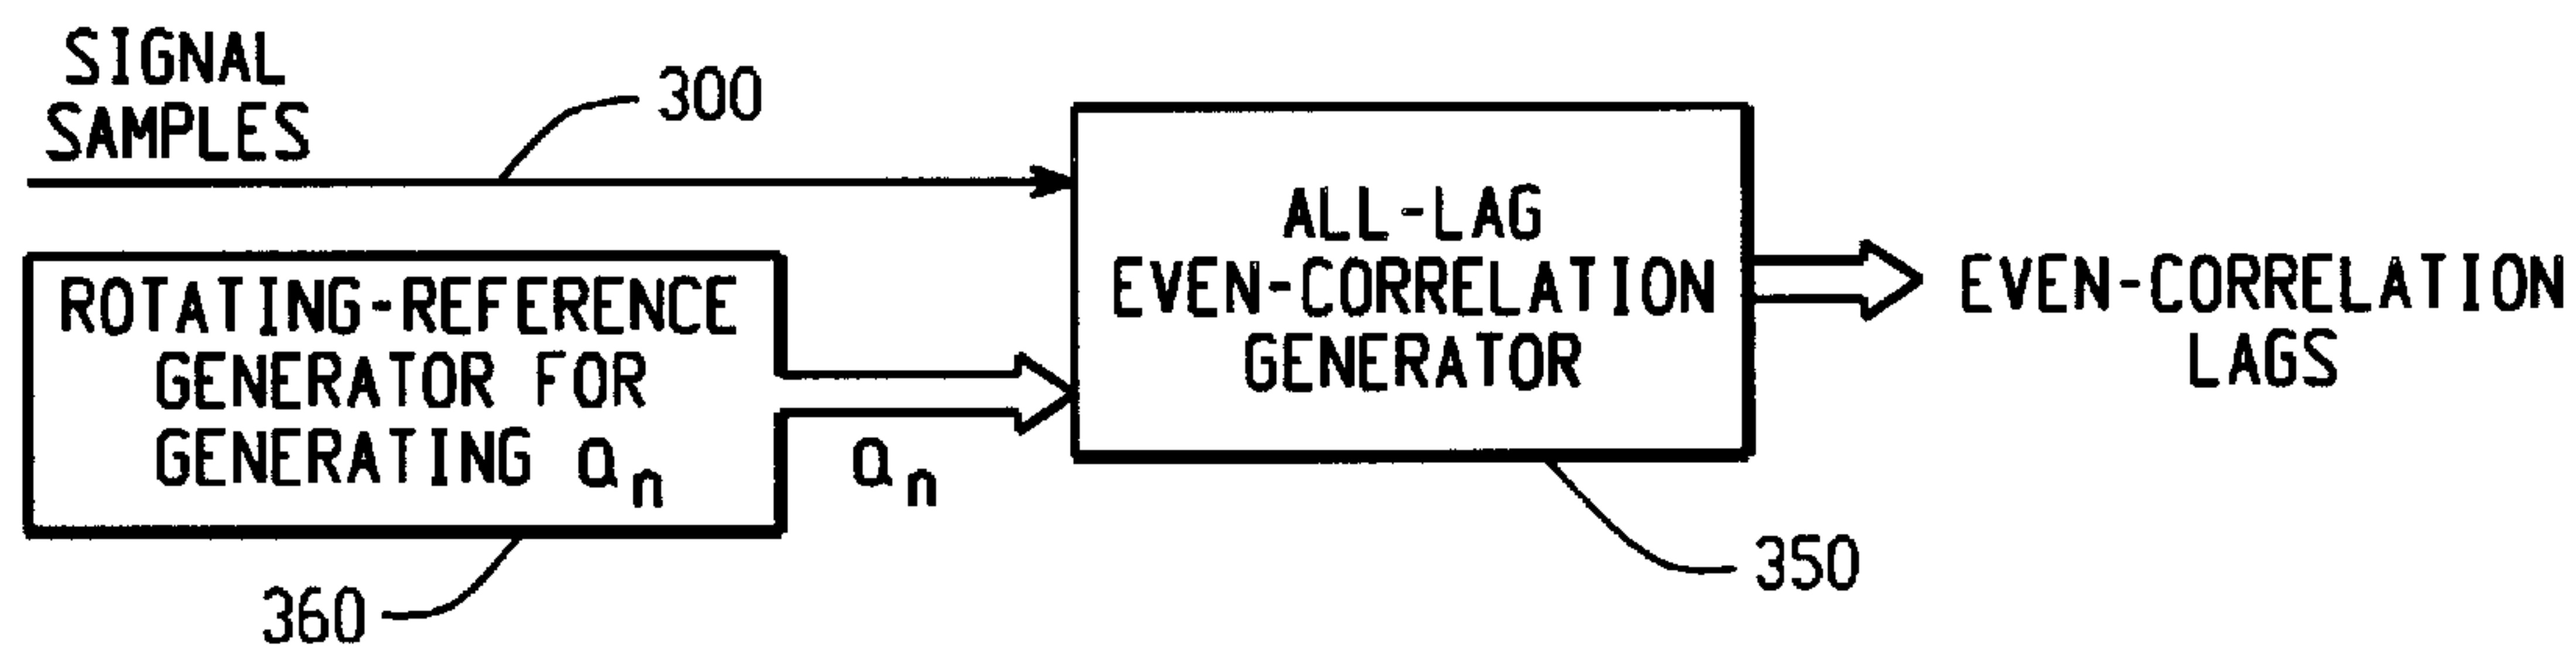 SIGNAL
SAMPLES
300
ROTATING-REFERENCE
GENERATOR FOR
GENERATING an
360
an
ALL-LAG
EVEN-CORRELATION
GENERATOR
350
EVEN-CORRELATION
LAGS